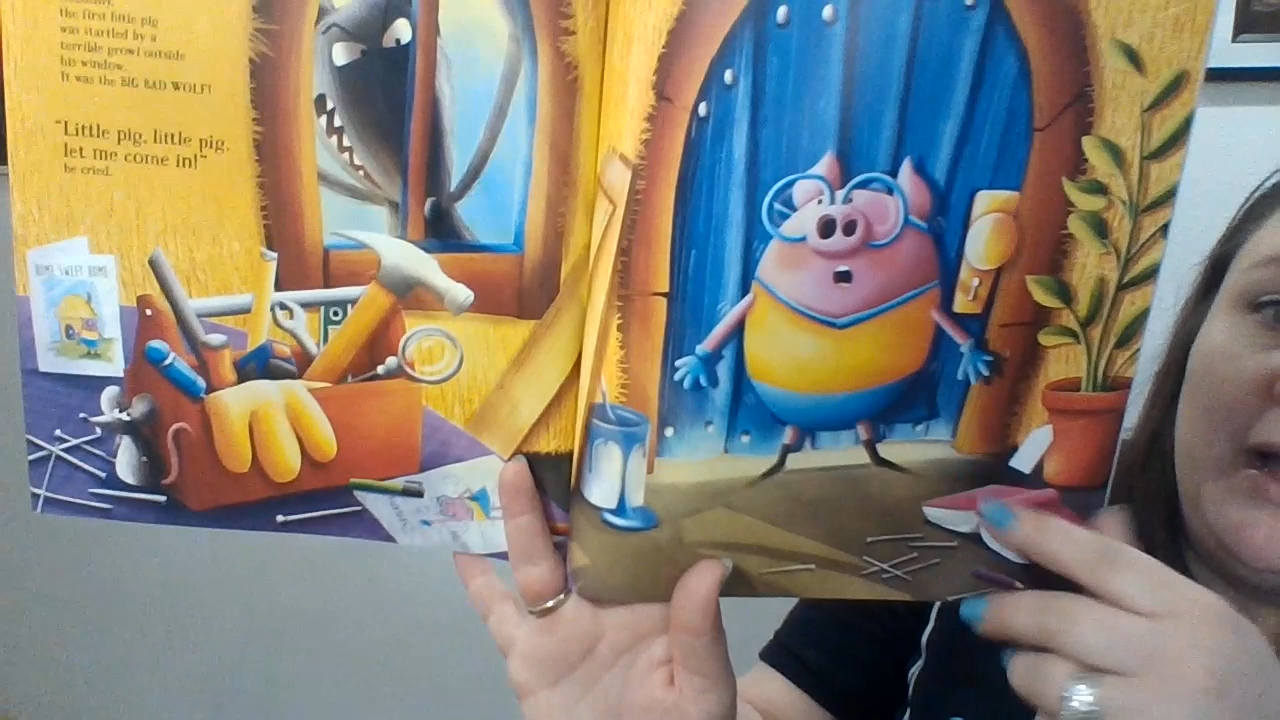 the first little pig
was startled by a
terrible growl outside
his window.
It was the BIG BAD WOLF!
"Little pig, little pig,
let me come in!"
he cried.
HOME SWEET HOME